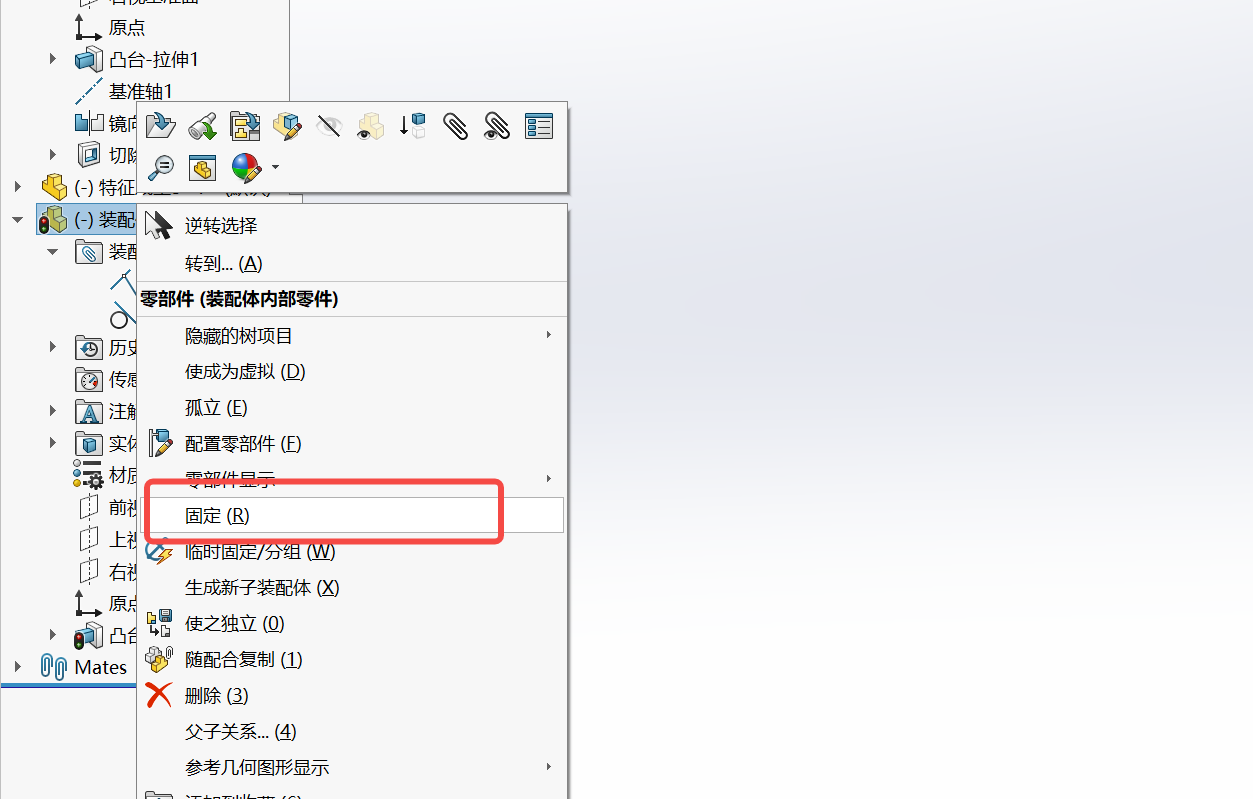 原点
凸台-拉伸1
基准轴1
镜向
切除
(-) 特征
(-) 装配
逆转选择
装配
转到... (A)
零部件 (装配体内部零件)
隐藏的树项目
历史
使成为虚拟 (D)
传感
孤立 (E)
注解
配置零部件 (F)
实体
零部件显示
材质
固定 (R)
前视
临时固定/分组 (W)
上视
右视
生成新子装配体 (X)
原点
使之独立 (0)
凸台
随配合复制 (1)
Mates
删除 (3)
父子关系... (4)
参考几何图形显示